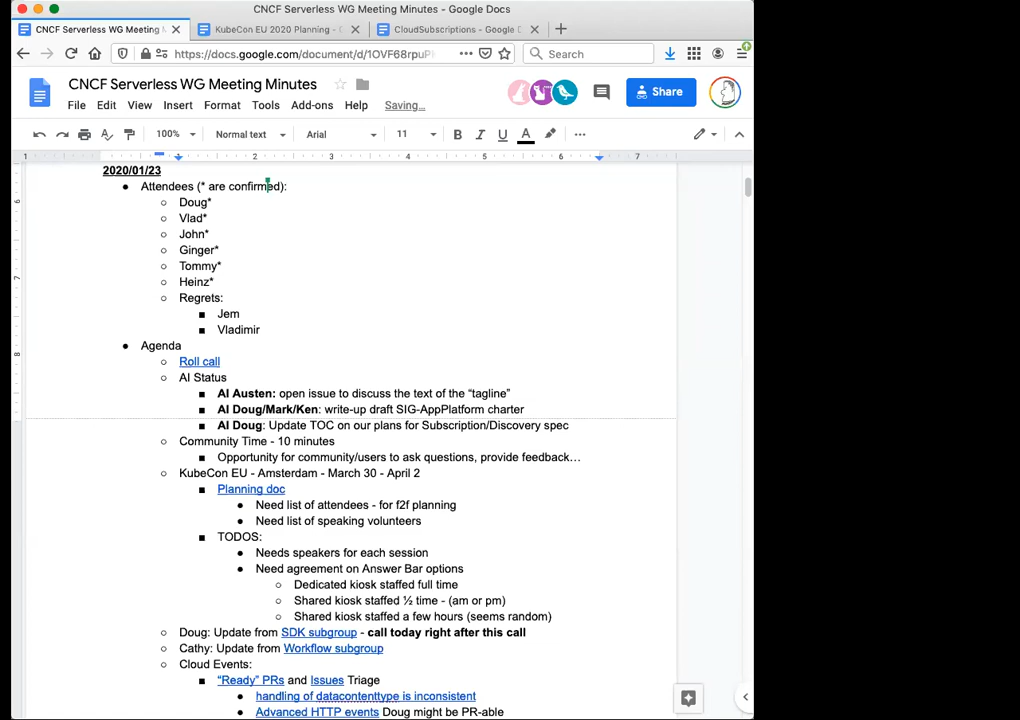 CNCF Serverless WG Meeting Minutes - Google Docs
CNCF Serverless WG Meeting
KubeCon EU 2020 Planning -
CloudSubscriptions - Google D
https://docs.google.com/document/d/1OVF68rpuP
Search
CNCF Serverless WG Meeting Minutes
File Edit View Insert Format Tools Add-ons Help Saving...
Share
100% Normal text Arial 11 B I U A
1 1 2 3 4 5 6 7
2020/01/23
Attendees (* are confirmed):
Doug*
Vlad*
John*
Ginger*
Tommy*
Heinz*
Regrets:
Jem
Vladimir
Agenda
Roll call
AI Status
AI Austen: open issue to discuss the text of the “tagline”
AI Doug/Mark/Ken: write-up draft SIG-AppPlatform charter
AI Doug: Update TOC on our plans for Subscription/Discovery spec
Community Time - 10 minutes
Opportunity for community/users to ask questions, provide feedback…
KubeCon EU - Amsterdam - March 30 - April 2
Planning doc
Need list of attendees - for f2f planning
Need list of speaking volunteers
TODOS:
Needs speakers for each session
Need agreement on Answer Bar options
Dedicated kiosk staffed full time
Shared kiosk staffed ½ time - (am or pm)
Shared kiosk staffed a few hours (seems random)
Doug: Update from SDK subgroup - call today right after this call
Cathy: Update from Workflow subgroup
Cloud Events:
“Ready” PRs and Issues Triage
handling of datacontenttype is inconsistent
Advanced HTTP events Doug might be PR-able